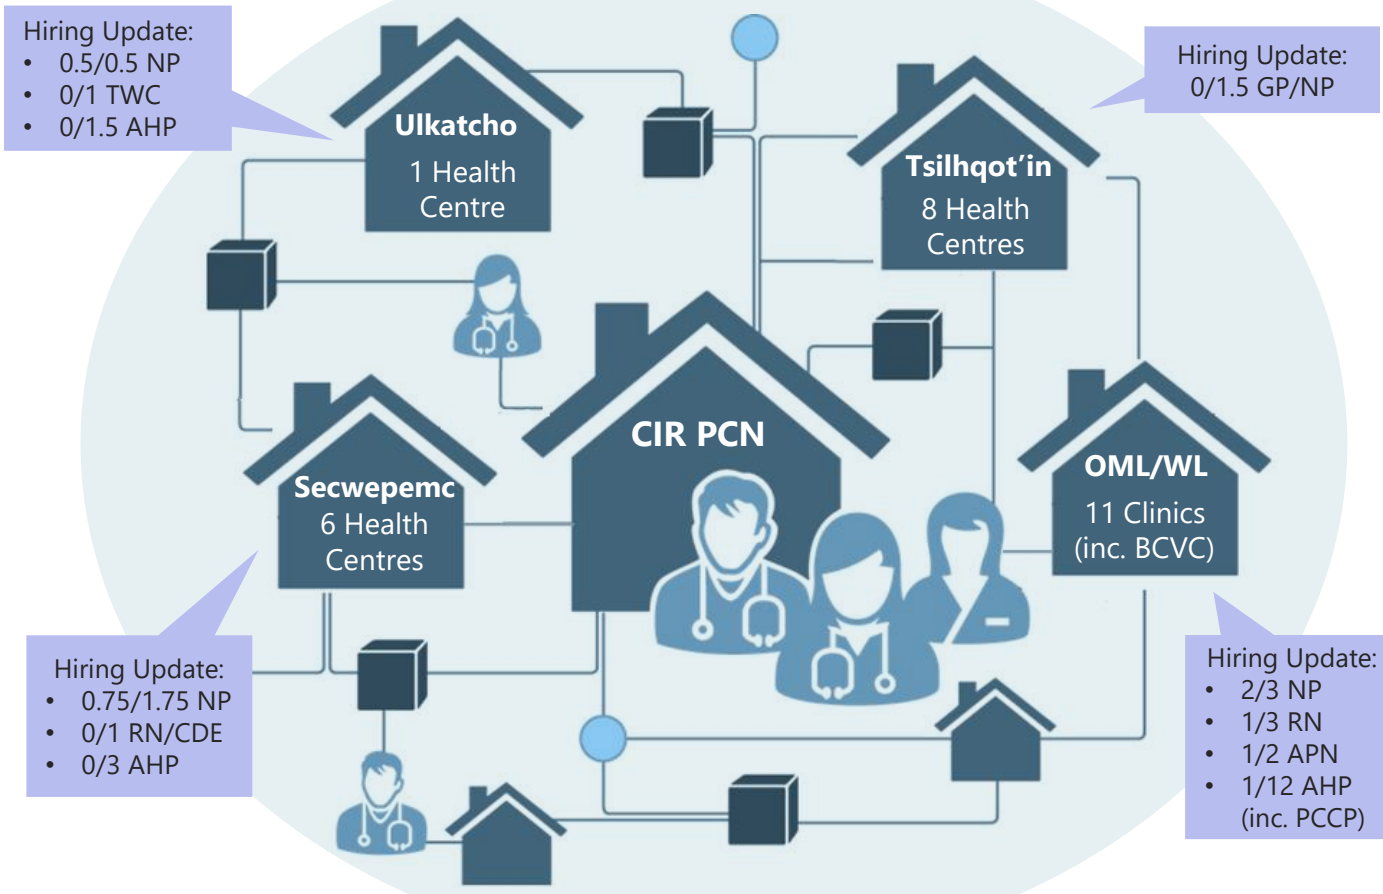 Hiring Update:
• 0.5/0.5 NP
• 0/1 TWC
• 0/1.5 AHP
Ulkatcho
1 Health
Centre
Hiring Update:
0/1.5 GP/NP
Tsilhqot’in
8 Health
Centres
CIR PCN
Secwepemc
6 Health
Centres
OML/WL
11 Clinics
(inc. BCVC)
Hiring Update:
• 0.75/1.75 NP
• 0/1 RN/CDE
• 0/3 AHP
Hiring Update:
• 2/3 NP
• 1/3 RN
• 1/2 APN
• 1/12 AHP
(inc. PCCP)